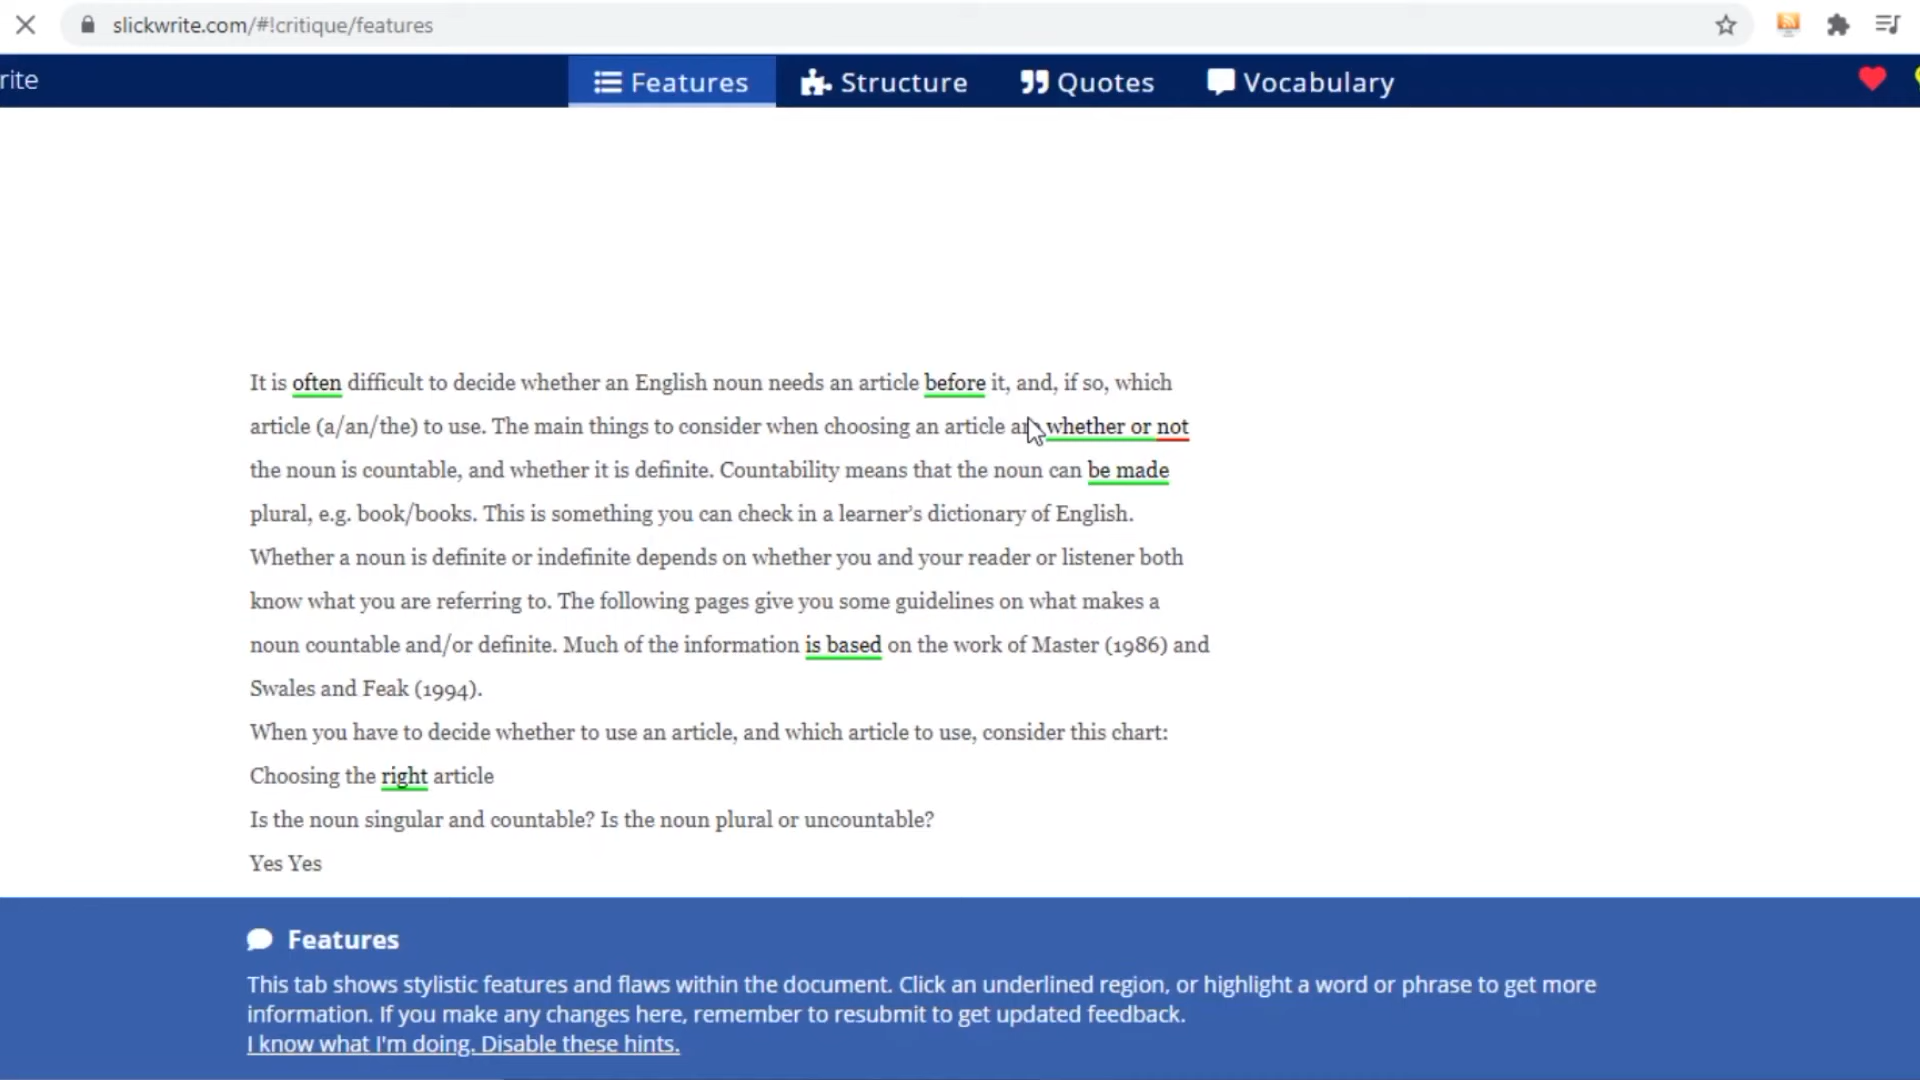 slickwrite.com/#!critique/features
rite Features Structure Quotes Vocabulary
It is often difficult to decide whether an English noun needs an article before it, and, if so, which
article (a/an/the) to use. The main things to consider when choosing an article whether or not
the noun is countable, and whether it is definite. Countability means that the noun can be made
plural, e.g. book/books. This is something you can check in a learner's dictionary of English.
Whether a noun is definite or indefinite depends on whether you and your reader or listener both
know what you are referring to. The following pages give you some guidelines on what makes a
noun countable and/or definite. Much of the information is based on the work of Master (1986) and
Swales and Feak (1994).
When you have to decide whether to use an article, and which article to use, consider this chart:
Choosing the right article
Is the noun singular and countable? Is the noun plural or uncountable?
Yes Yes
Features
This tab shows stylistic features and flaws within the document. Click an underlined region, or highlight a word or phrase to get more
information. If you make any changes here, remember to resubmit to get updated feedback.
I know what I'm doing. Disable these hints.